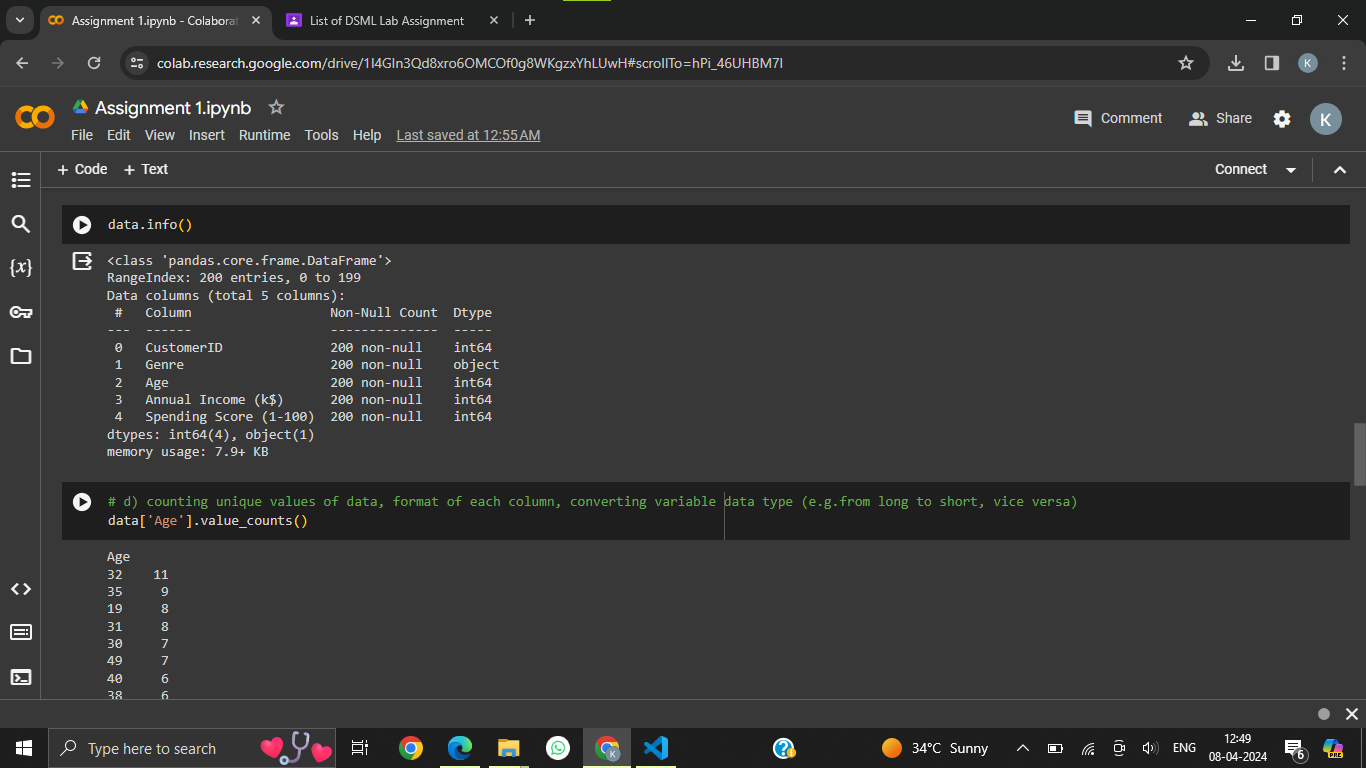 Assignment 1.ipynb - Colaborat
List of DSML Lab Assignment
colab.research.google.com/drive/1I4GIn3Qd8xro6OMCOf0g8WKgzxYhLUwH#scrollTo=hPi_46UHBM7I
K
Assignment 1.ipynb
File Edit View Insert Runtime Tools Help Last saved at 12:55 AM
Comment Share K
+ Code + Text
Connect
{x}
data.info()
<class 'pandas.core.frame.DataFrame'>
RangeIndex: 200 entries, 0 to 199
Data columns (total 5 columns):
# Column Non-Null Count Dtype
--- ------ -------------- -----
0 CustomerID 200 non-null int64
1 Genre 200 non-null object
2 Age 200 non-null int64
3 Annual Income (k$) 200 non-null int64
4 Spending Score (1-100) 200 non-null int64
dtypes: int64(4), object(1)
memory usage: 7.9+ KB
# d) counting unique values of data, format of each column, converting variable data type (e.g.from long to short, vice versa)
data['Age'].value_counts()
Age
32 11
35 9
19 8
31 8
30 7
49 7
40 6
38 6
Type here to search
K
34°C Sunny
ENG
12:49
08-04-2024
6
PRE